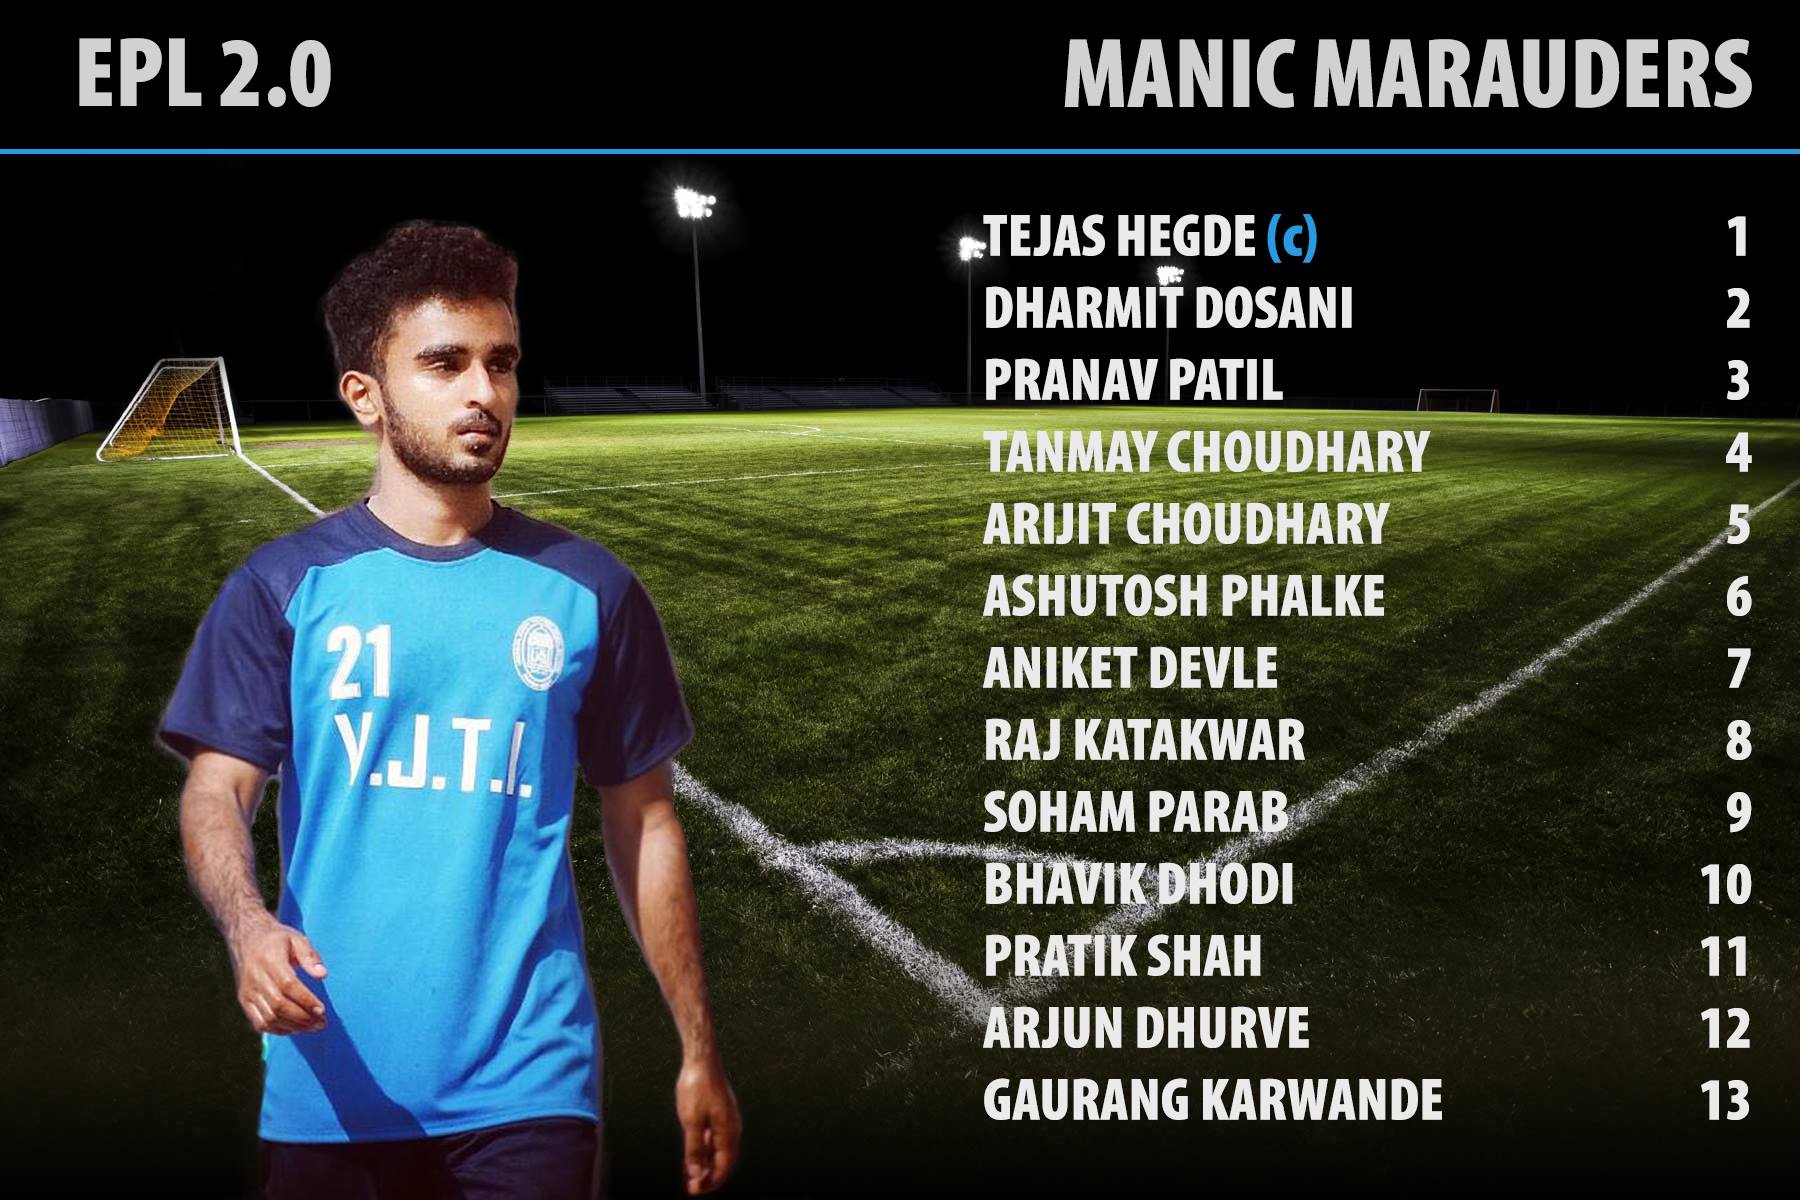 EPL 2.0 MANIC MARAUDERS
TEJAS HEGDE (c) 1
DHARMIT DOSANI 2
PRANAV PATIL 3
TANMAY CHOUDHARY 4
ARIJIT CHOUDHARY 5
ASHUTOSH PHALKE 6
ANIKET DEVLE 7
RAJ KATAKWAR 8
SOHAM PARAB 9
BHAVIK DHODI 10
PRATIK SHAH 11
ARJUN DHURVE 12
GAURANG KARWANDE 13
21
V.J.T.I.